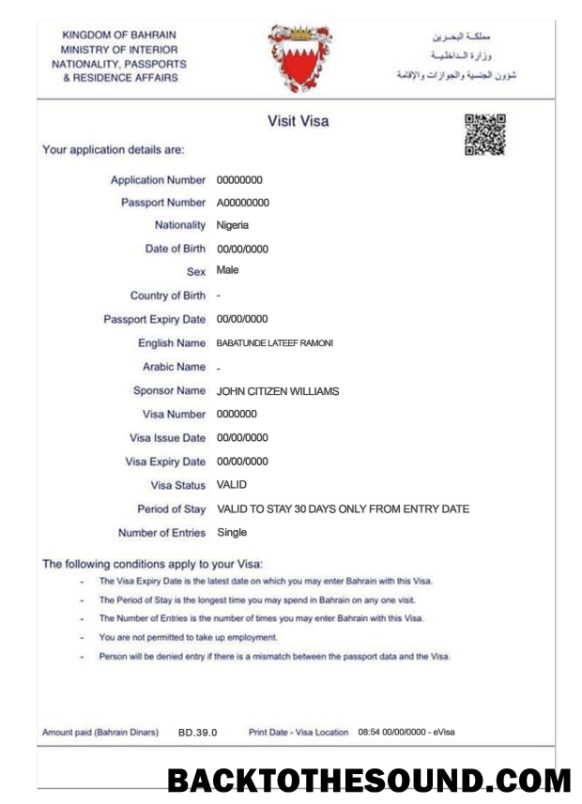 KINGDOM OF BAHRAIN
MINISTRY OF INTERIOR
NATIONALITY, PASSPORTS
& RESIDENCE AFFAIRS
مملكـة البحـرين
وزارة الـداخليـة
شؤون الجنسية والجوازات والإقامة
Visit Visa
Your application details are:
Application Number 00000000
Passport Number A00000000
Nationality Nigeria
Date of Birth 00/00/0000
Sex Male
Country of Birth -
Passport Expiry Date 00/00/0000
English Name BABATUNDE LATEEF RAMONI
Arabic Name -
Sponsor Name JOHN CITIZEN WILLIAMS
Visa Number 0000000
Visa Issue Date 00/00/0000
Visa Expiry Date 00/00/0000
Visa Status VALID
Period of Stay VALID TO STAY 30 DAYS ONLY FROM ENTRY DATE
Number of Entries Single
The following conditions apply to your Visa:
- The Visa Expiry Date is the latest date on which you may enter Bahrain with this Visa.
- The Period of Stay is the longest time you may spend in Bahrain on any one visit.
- The Number of Entries is the number of times you may enter Bahrain with this Visa.
- You are not permitted to take up employment.
- Person will be denied entry if there is a mismatch between the passport data and the Visa.
Amount paid (Bahrain Dinars) BD.39.0 Print Date - Visa Location 08:54 00/00/0000 - eVisa
BACKTOTHESOUND.COM